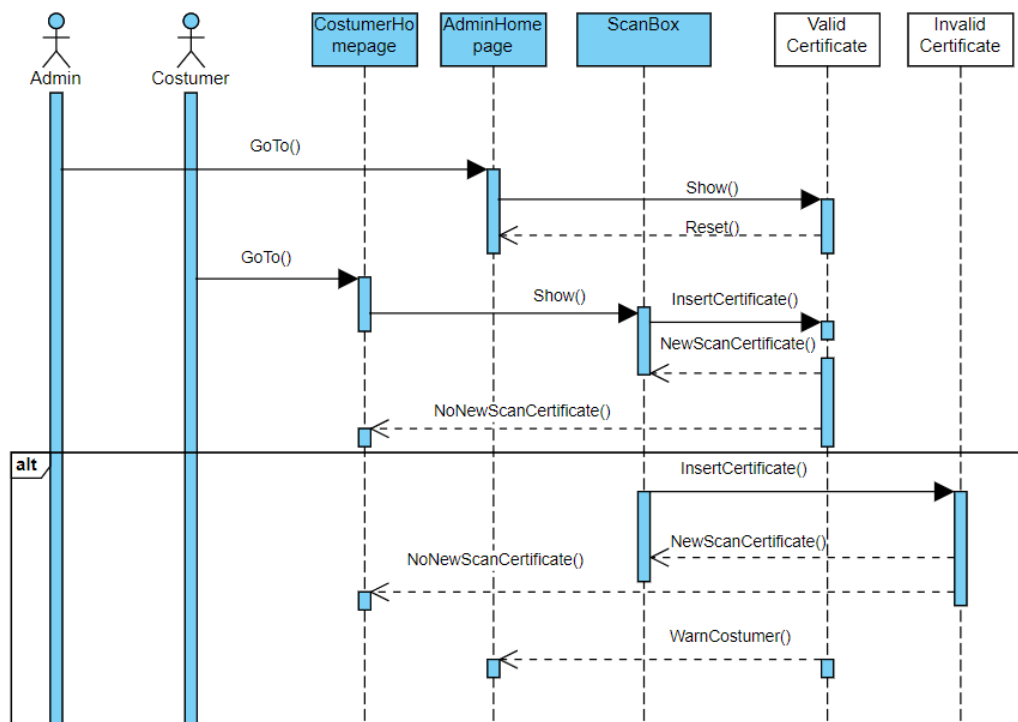 Admin
Costumer
CostumerHo
mepage
AdminHome
page
ScanBox
Valid
Certificate
Invalid
Certificate
GoTo()
Show()
Reset()
GoTo()
Show()
InsertCertificate()
NewScanCertificate()
NoNewScanCertificate()
alt
InsertCertificate()
NewScanCertificate()
NoNewScanCertificate()
WarnCostumer()